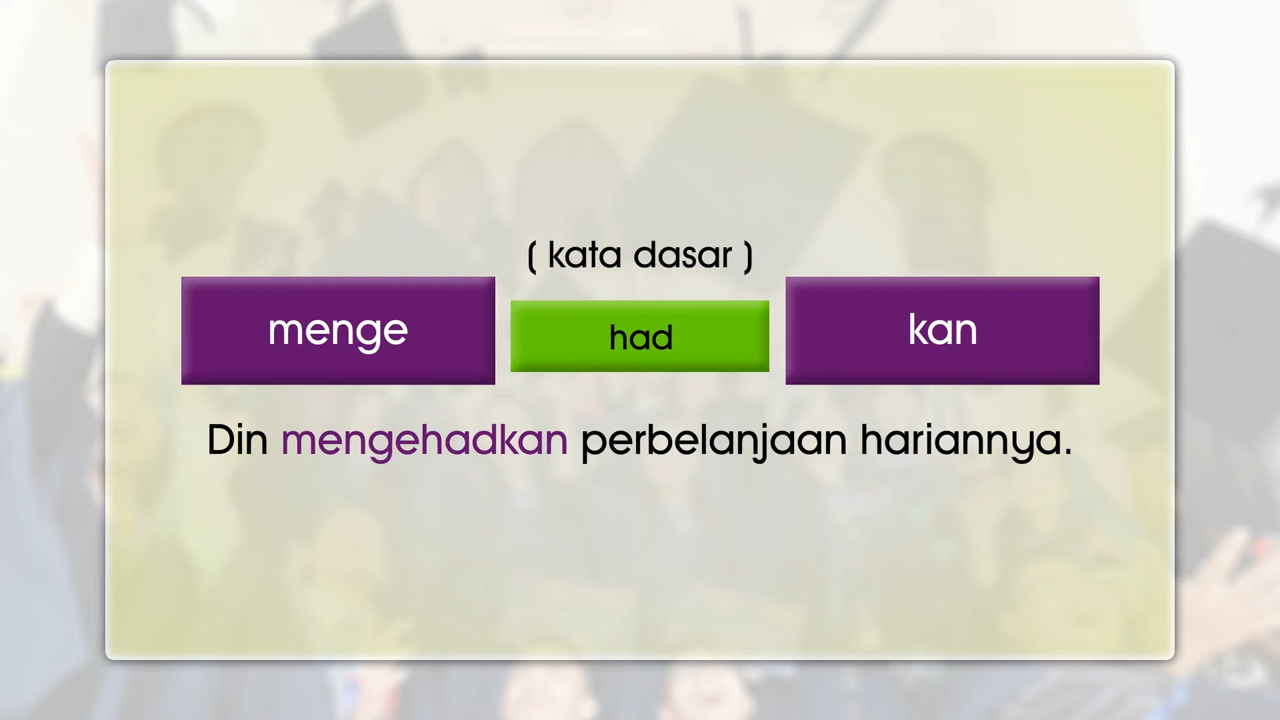 ( kata dasar )
menge had kan
Din mengehadkan perbelanjaan hariannya.